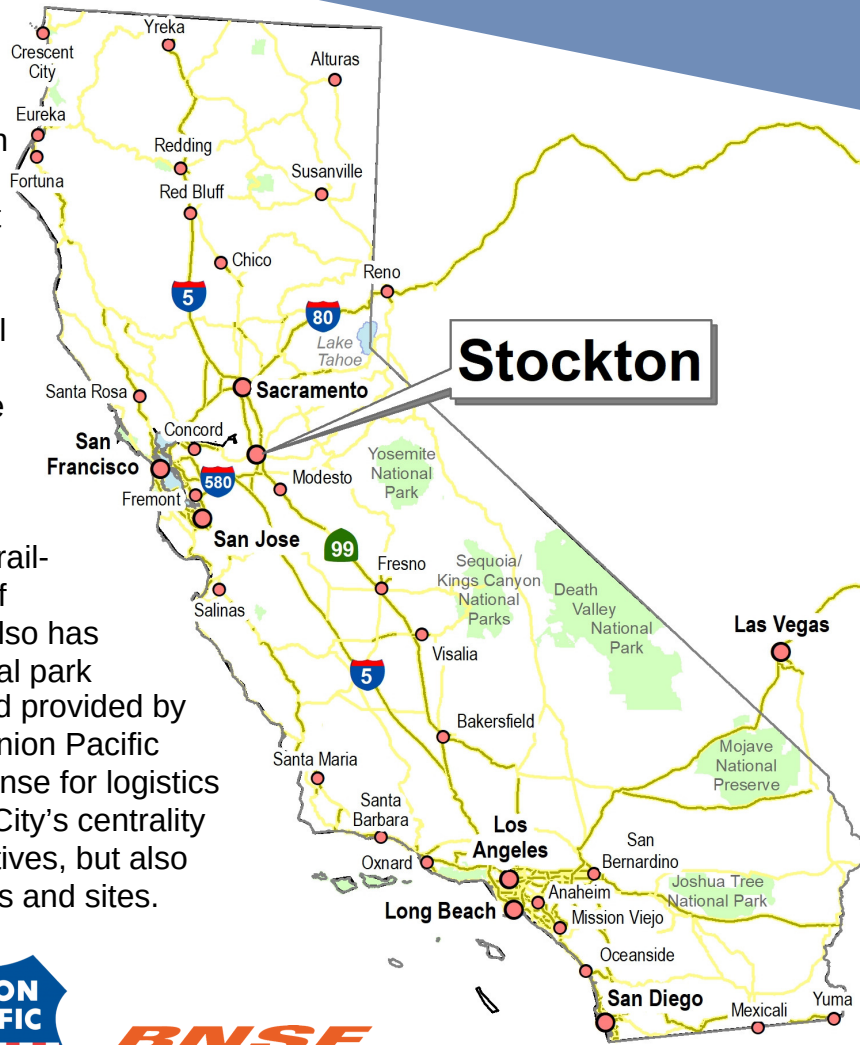 Crescent
City
Yreka
Alturas
Eureka
Fortuna
Redding
Red Bluff
Susanville
Chico
5
Reno
80
Lake
Tahoe
Stockton
Sacramento
Santa Rosa
Concord
San
Francisco
580
Fremont
Modesto
Yosemite
National
Park
San Jose
99
Fresno
Sequoia/
Kings Canyon
National
Parks
Death
Valley
National
Park
Salinas
Visalia
Las Vegas
5
Bakersfield
Mojave
National
Preserve
Santa Maria
Santa
Barbara
Oxnard
Los
Angeles
San
Bernardino
Anaheim
Long Beach
Mission Viejo
Joshua Tree
National Park
Oceanside
San Diego
Mexicali
Yuma
rail-
f
lso has
al park
d provided by
nion Pacific
nse for logistics
City’s centrality
tives, but also
s and sites.
ON
FIC
BNSF